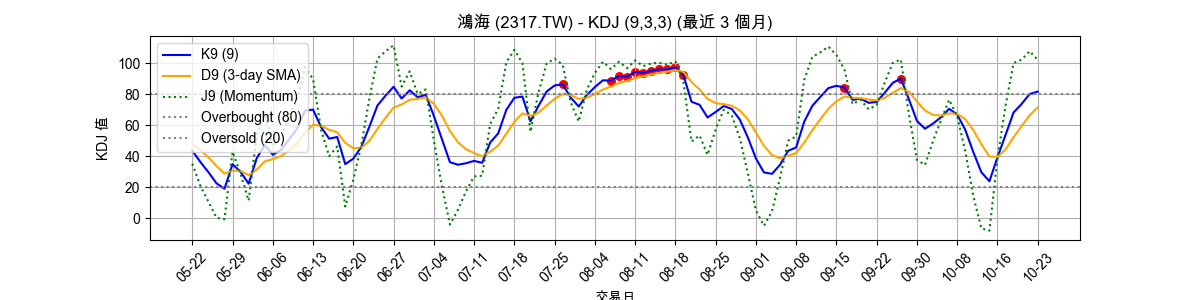 鴻海 (2317.TW) - KDJ (9,3,3) (最近 3 個月)
K9 (9)
D9 (3-day SMA)
J9 (Momentum)
Overbought (80)
Oversold (20)
KDJ 值
100
80
60
40
20
0
05-22 05-29 06-06 06-13 06-20 06-27 07-04 07-11 07-18 07-25 08-04 08-11 08-18 08-25 09-01 09-08 09-15 09-22 09-30 10-08 10-16 10-23
交易日